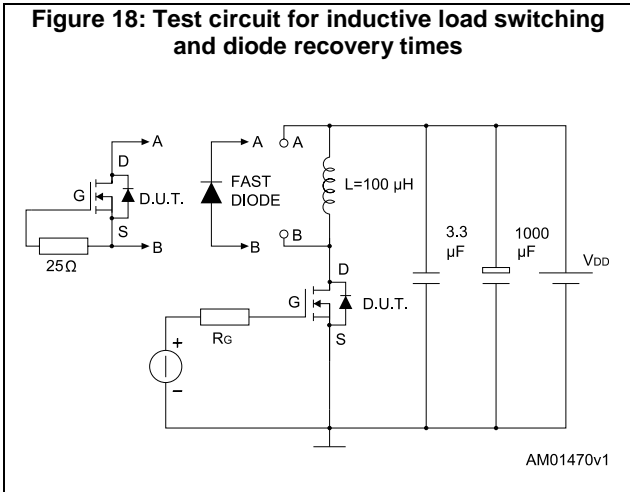 Figure 18: Test circuit for inductive load switching
and diode recovery times
A
D
G
D.U.T.
S
B
25Ω
A
FAST
DIODE
B
A
L=100 µH
B
D
G
D.U.T.
S
RG
+
–
3.3
µF
1000
µF
VDD
AM01470v1